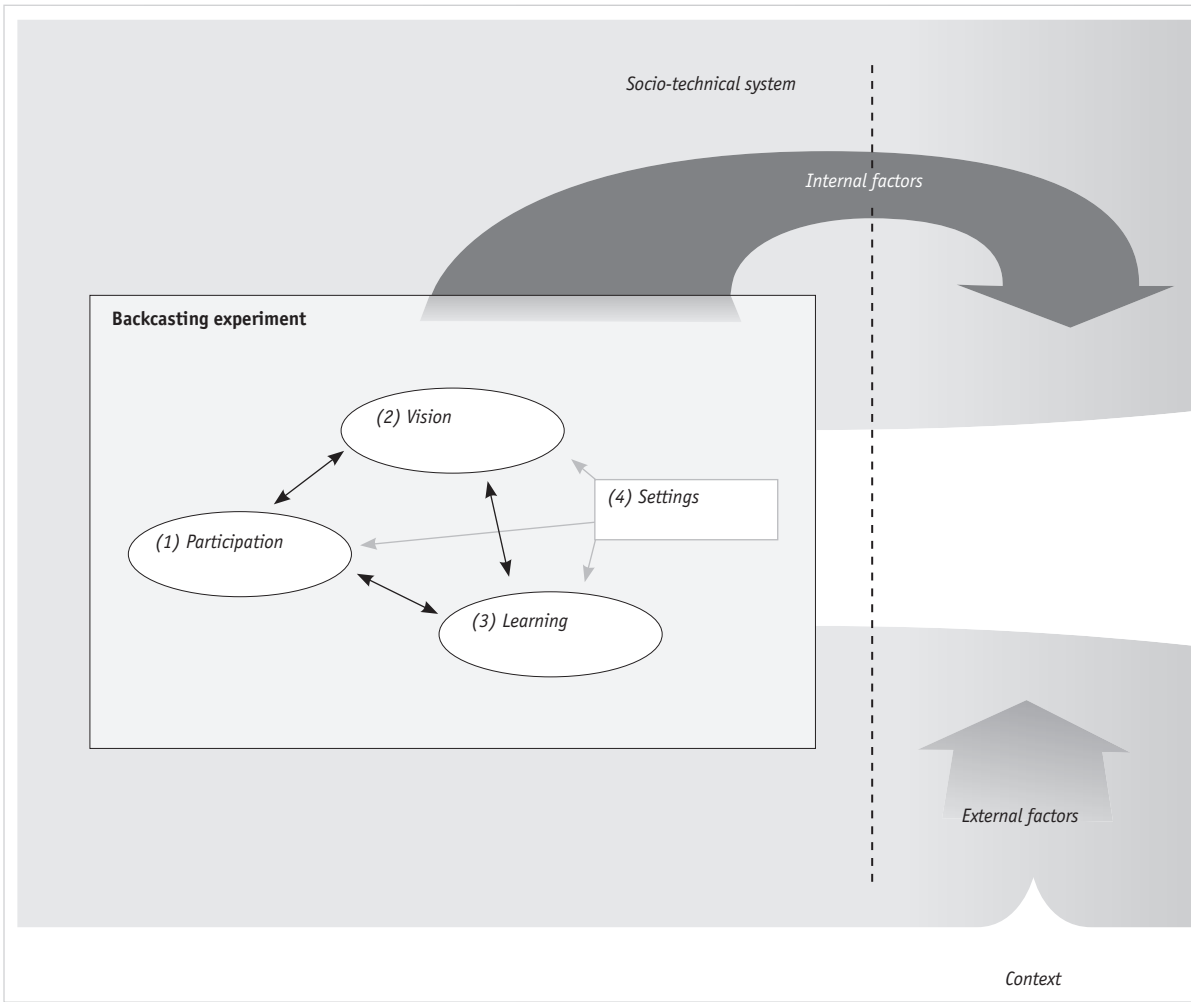 Socio-technical system
Internal factors
Backcasting experiment
(2) Vision
(4) Settings
(1) Participation
(3) Learning
External factors
Context